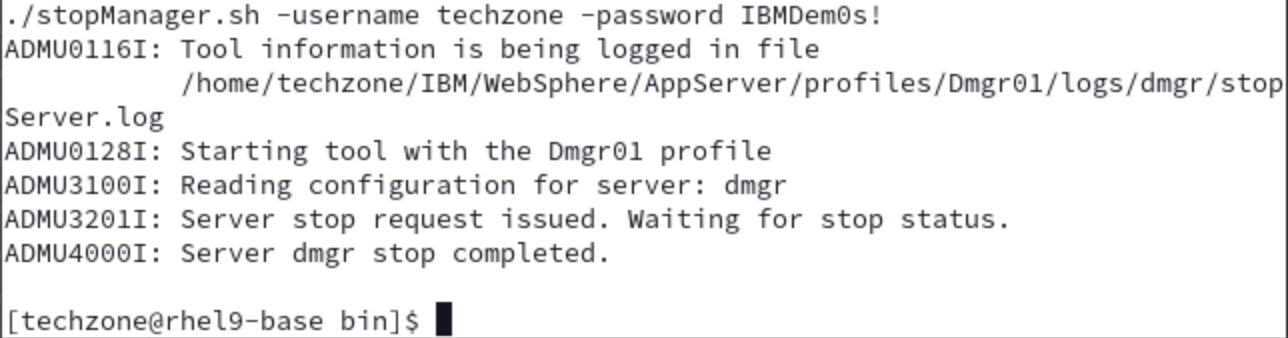 ./stopManager.sh -username techzone -password IBMDem0s!
ADMU0116I: Tool information is being logged in file
/home/techzone/IBM/WebSphere/AppServer/profiles/Dmgr01/logs/dmgr/stop
Server.log
ADMU0128I: Starting tool with the Dmgr01 profile
ADMU3100I: Reading configuration for server: dmgr
ADMU3201I: Server stop request issued. Waiting for stop status.
ADMU4000I: Server dmgr stop completed.
[techzone@rhel9-base bin]$